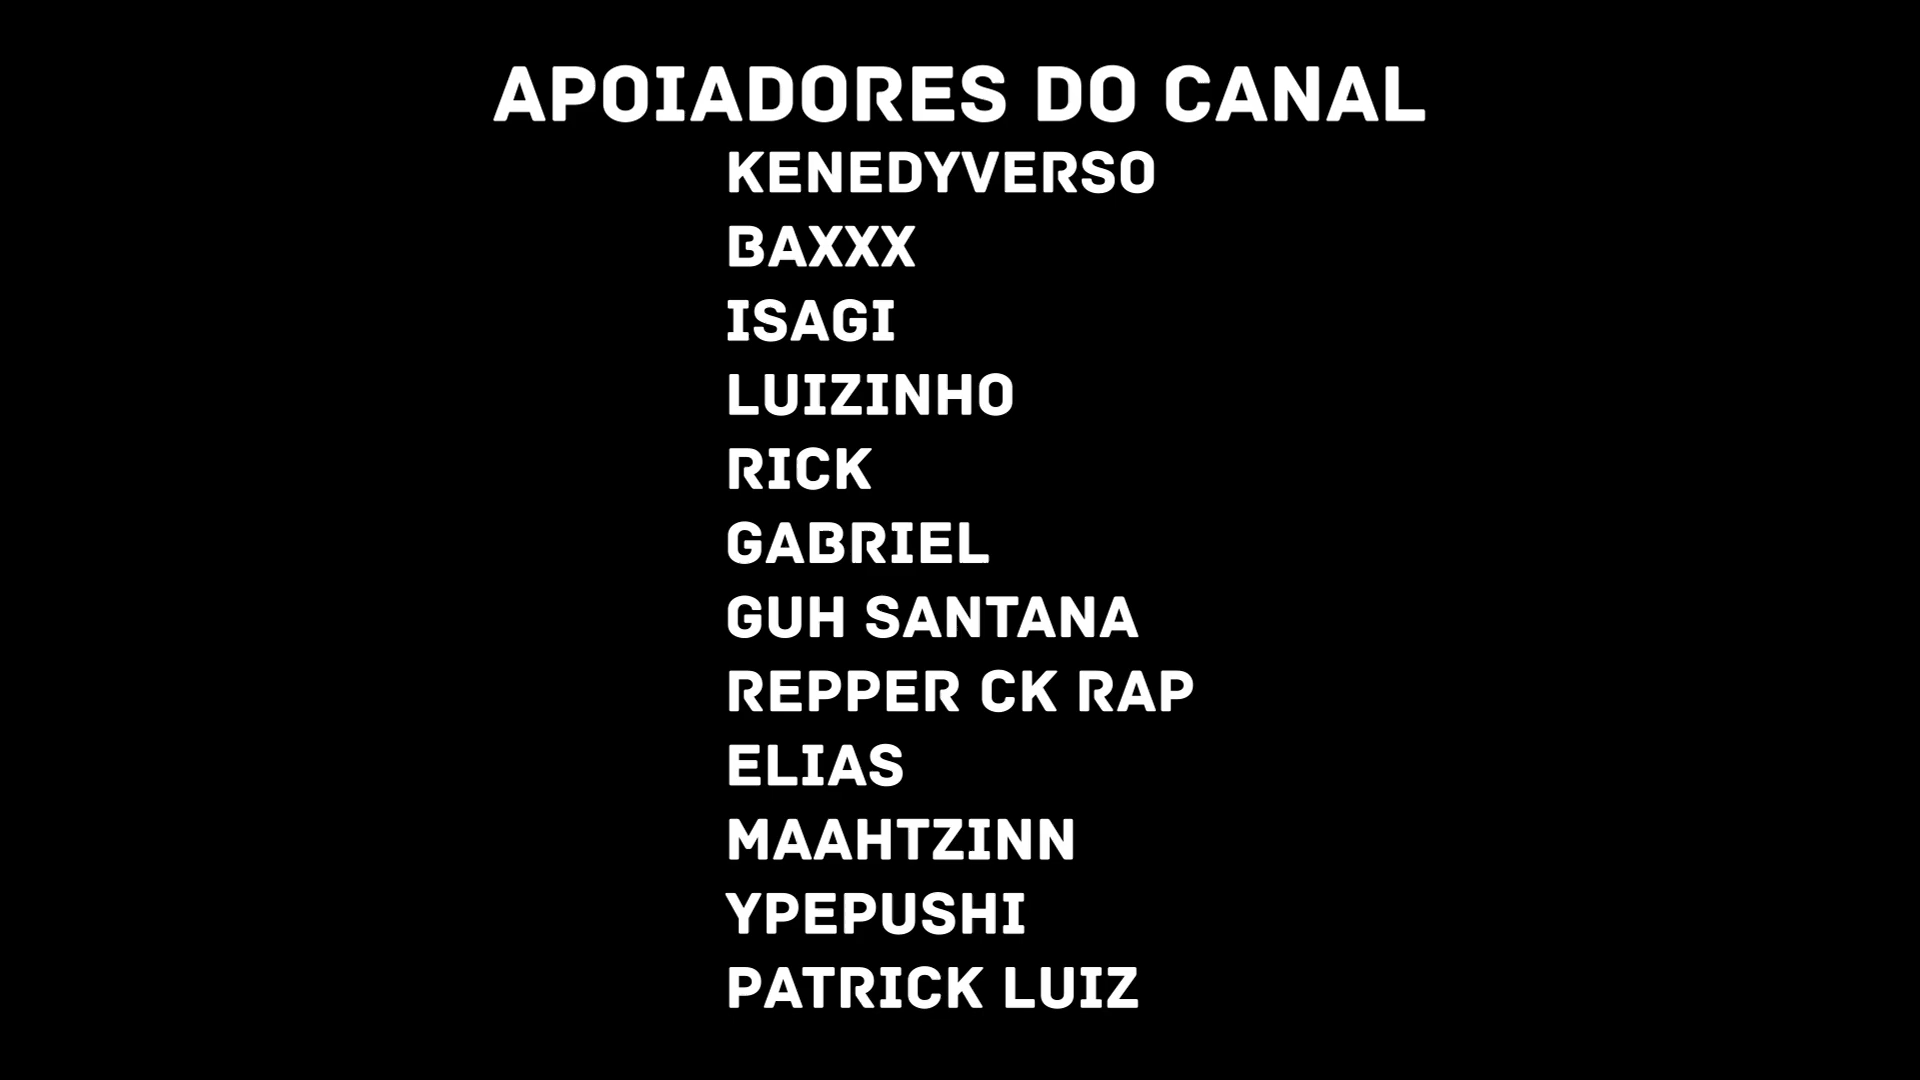 APOIADORES DO CANAL
KENEDYVERSO
BAXXX
ISAGI
LUIZINHO
RICK
GABRIEL
GUH SANTANA
REPPER CK RAP
ELIAS
MAAHTZINN
YPEPUSHI
PATRICK LUIZ